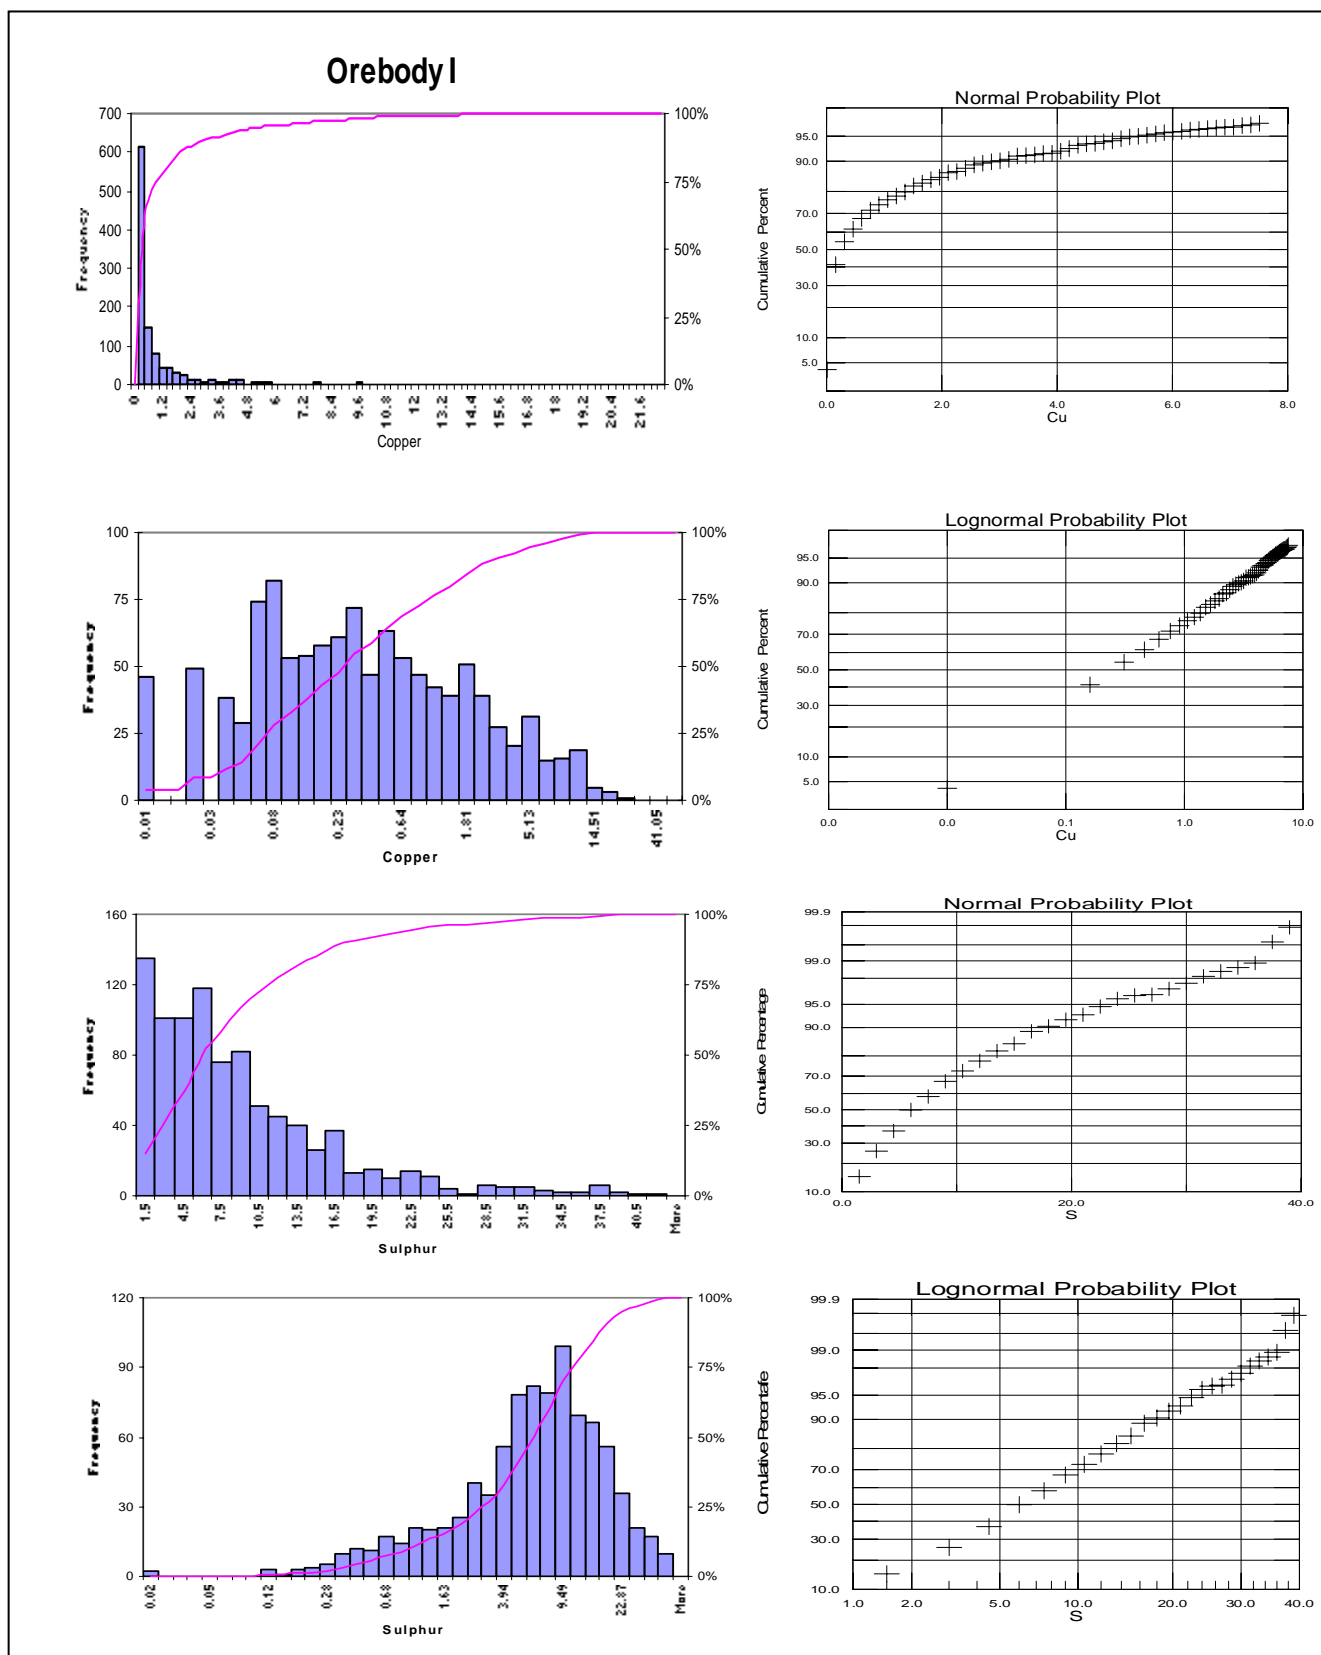 Orebody I
700
600
500
400
300
200
100
0
Frequency
100%
75%
50%
25%
0%
0 1.2 2.4 3.6 4.8 6 7.2 8.4 9.6 10.8 12 13.2 14.4 15.6 16.8 18 19.2 20.4 21.6
Copper
Normal Probability Plot
95.0
90.0
70.0
50.0
30.0
10.0
5.0
Cumulative Percent
0.0 2.0 4.0 6.0 8.0
Cu
100
75
50
25
0
Frequency
100%
75%
50%
25%
0%
0.01 0.03 0.08 0.23 0.64 1.81 5.13 14.51 41.05
Copper
Lognormal Probability Plot
95.0
90.0
70.0
50.0
30.0
10.0
5.0
Cumulative Percent
0.0 0.0 0.1 1.0 10.0
Cu
160
120
80
40
0
Frequency
100%
75%
50%
25%
0%
1.5 4.5 7.5 10.5 13.5 16.5 19.5 22.5 25.5 28.5 31.5 34.5 37.5 40.5 More
Sulphur
Normal Probability Plot
99.9
99.0
95.0
90.0
70.0
50.0
30.0
10.0
Cumulative Percentage
0.0 20.0 40.0
S
120
90
60
30
0
Frequency
100%
75%
50%
25%
0%
0.02 0.05 0.12 0.28 0.68 1.63 3.94 9.49 22.87 More
Sulphur
Lognormal Probability Plot
99.9
99.0
95.0
90.0
70.0
50.0
30.0
10.0
Cumulative Percentafie
1.0 2.0 5.0 10.0 20.0 30.0 40.0
S